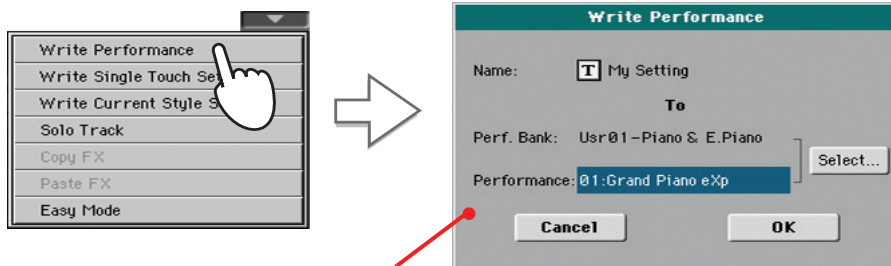 Write Performance
Write Single Touch Se
Write Current Style S
Solo Track
Copy FX
Paste FX
Easy Mode
Write Performance
Name: T My Setting
To
Perf. Bank: Usr01-Piano & E.Piano
Select...
Performance: 01:Grand Piano eXp
Cancel OK